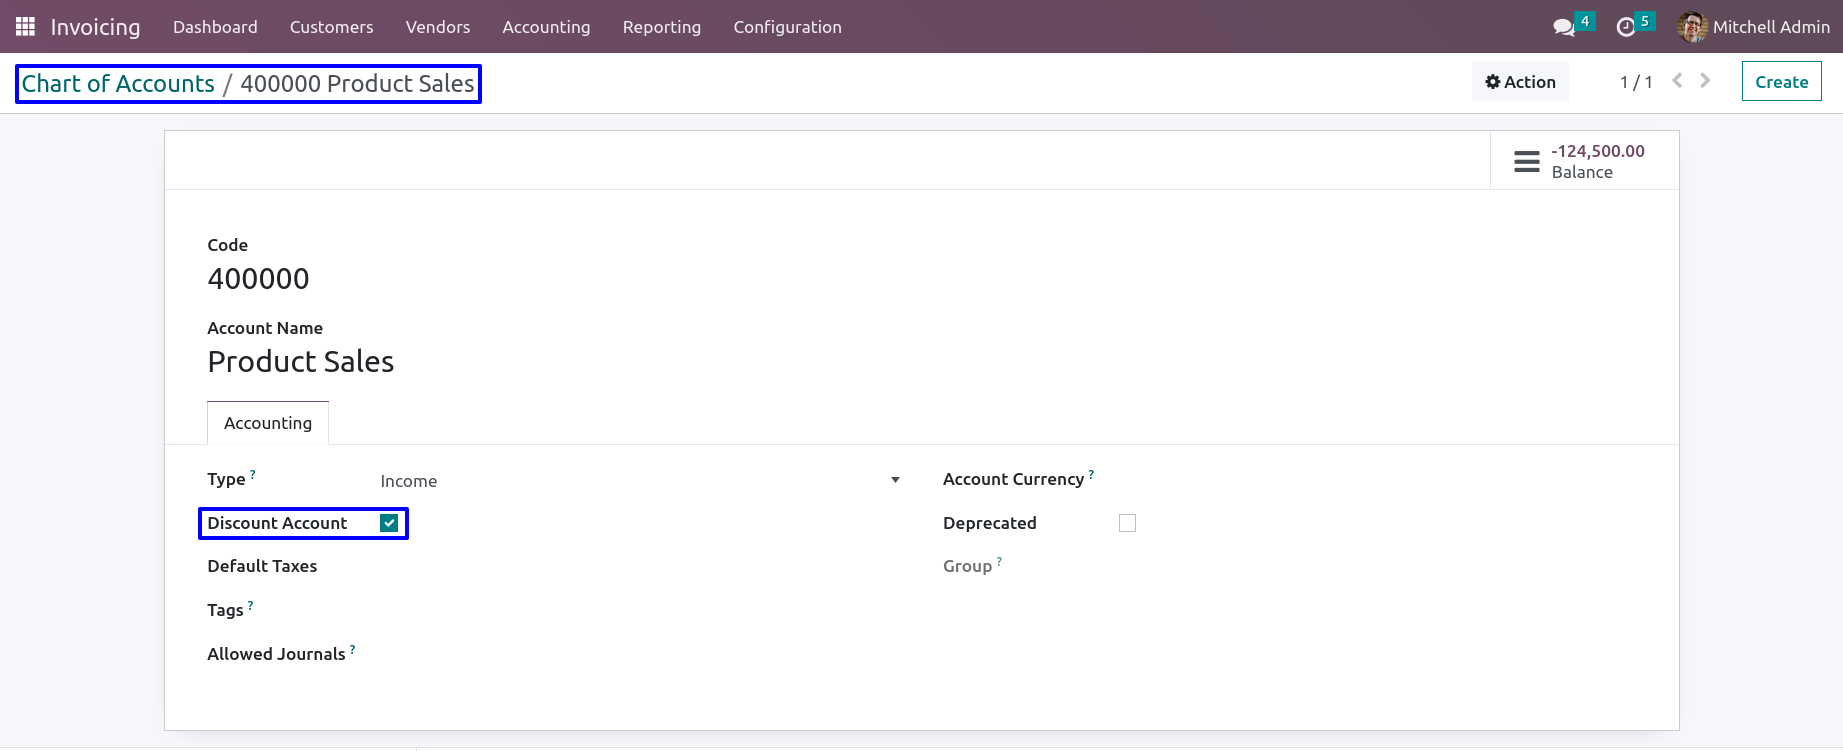 Invoicing Dashboard Customers Vendors Accounting Reporting Configuration 4 5 Mitchell Admin
Chart of Accounts / 400000 Product Sales Action 1 / 1 Create
-124,500.00
Balance
Code
400000
Account Name
Product Sales
Accounting
Type ? Income Account Currency ?
Discount Account Deprecated
Default Taxes Group ?
Tags ?
Allowed Journals ?